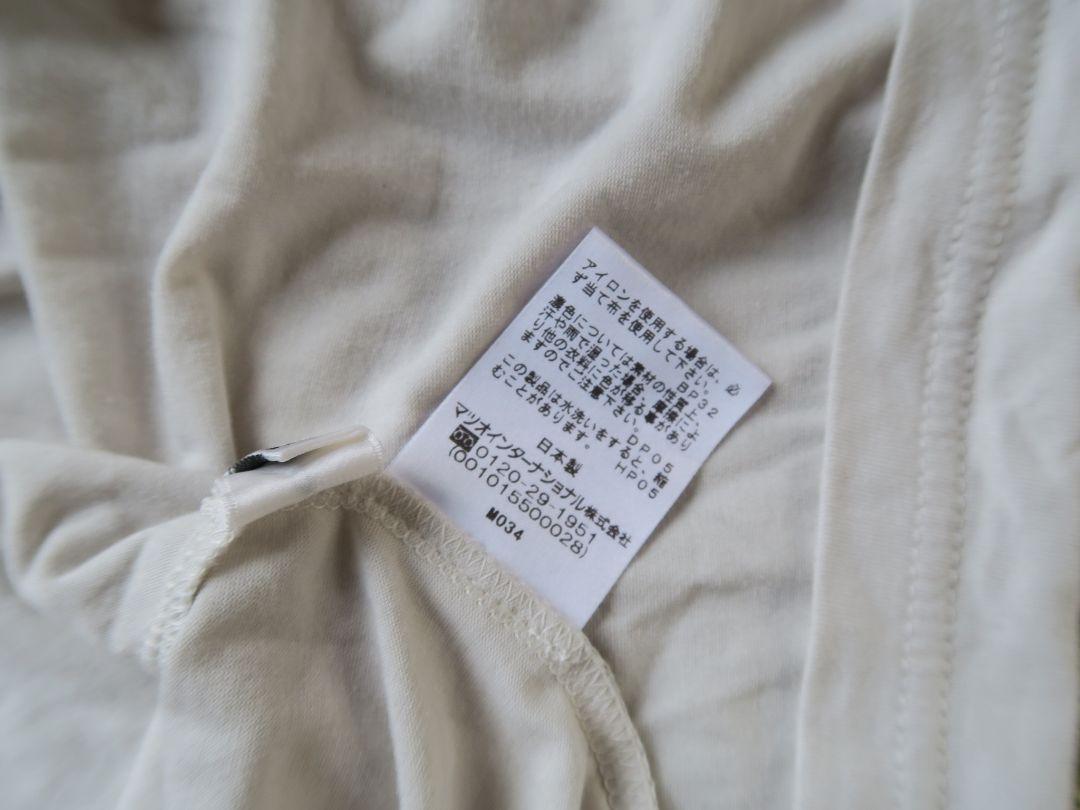 アイロンを使用する場合は、必
ず当て布を使用して下さい。
BP32
濃色については素材の性質上、
汗や雨で湿った場合、摩擦によ
り他の衣料に色が移る事があり
ますのでご注意下さい。
DP05
この製品は水洗いをすると、縮
むことがあります。
HP05
日本製
マツオインターナショナル株式会社
0120-29-1951
(001015500028)
M034